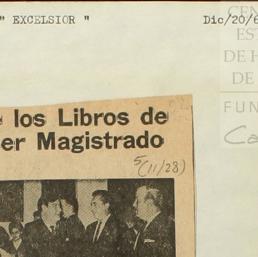 " EXCELSIOR " Dic/20/6
CEN
ES
DE H
DE
FUN
Ca
los Libros de
er Magistrado
5(11/28)